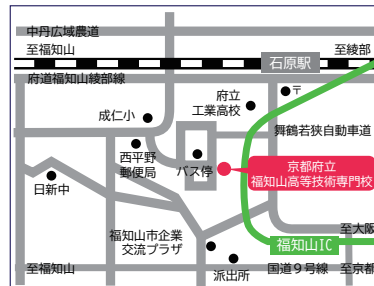 中丹広域農道
至福知山
至綾部
石原駅
府道福知山綾部線
〒
府立
工業高校
成仁小
舞鶴若狭自動車道
西平野
郵便局
バス停
京都府立
福知山高等技術専門校
日新中
至大阪
福知山市企業
交流プラザ
福知山IC
至福知山
派出所
国道9号線
至京都